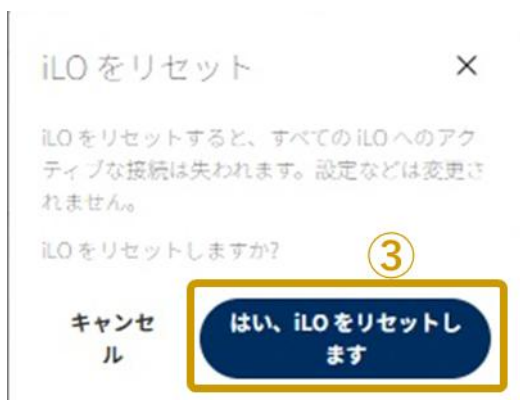 iLO をリセット
iLO をリセットすると、すべての iLO へのアク
ティブな接続は失われます。設定などは変更さ
れません。
iLO をリセットしますか?
③
キャンセ
ル
はい、iLO をリセットし
ます